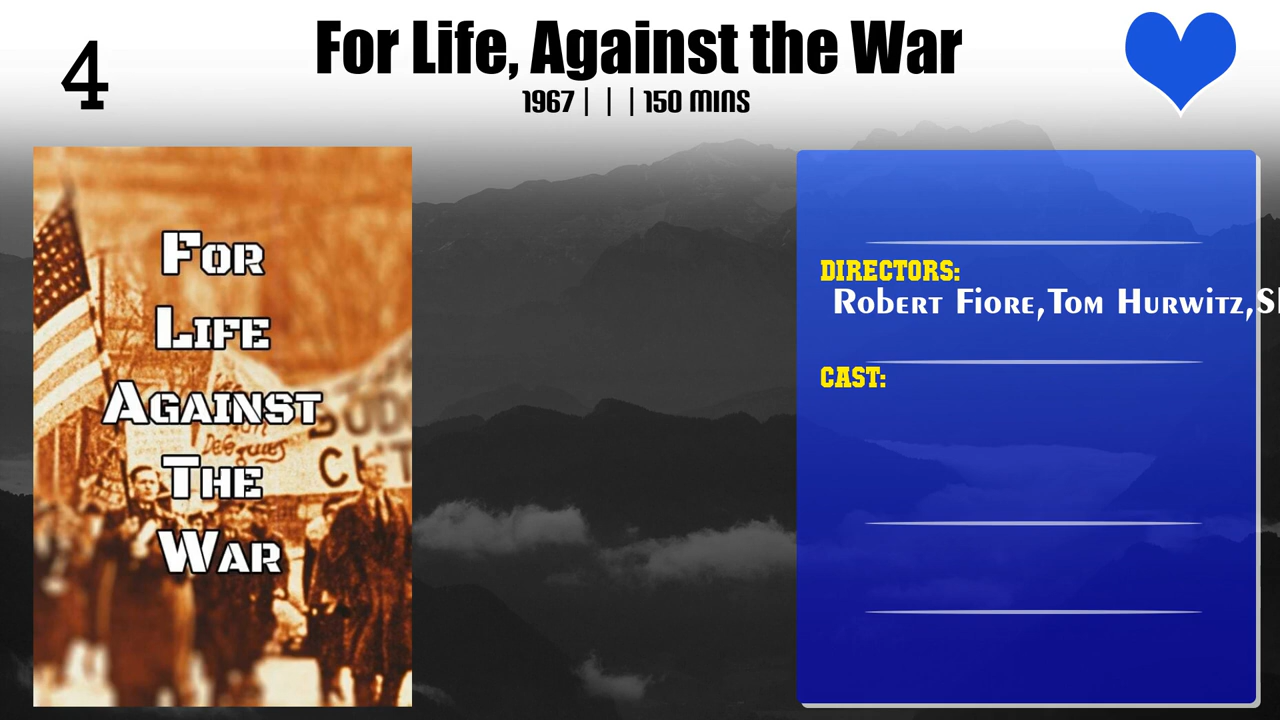 4
For Life, Against the War
1967 | | | 150 MINS
For
Life
Against
The
War
DIRECTORS:
Robert Fiore,Tom Hurwitz,
CAST: